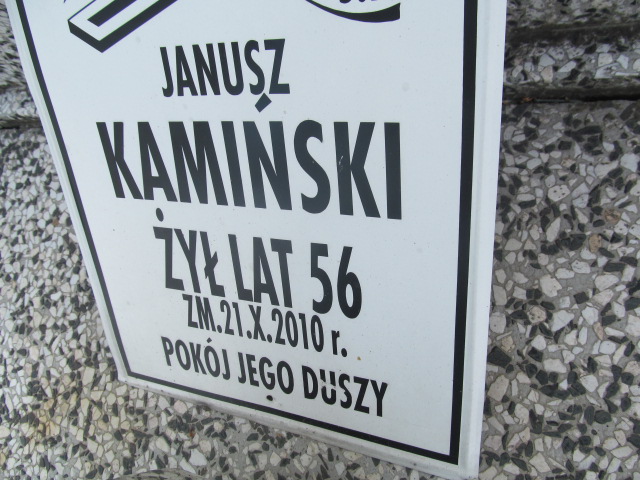 JANUSZ
KAMIŃSKI
ŻYŁ LAT 56
ZM.21.X.2010 r.
POKÓJ JEGO DUSZY